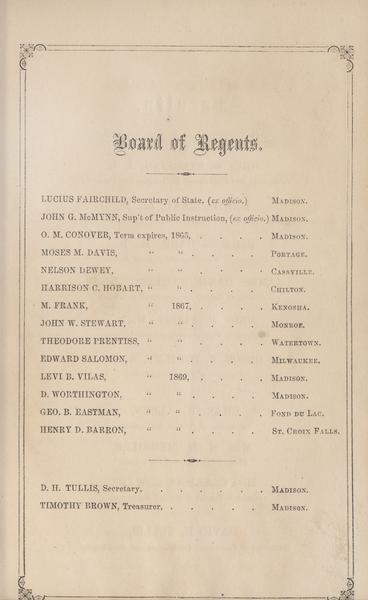 Board of Regents.
LUCIUS FAIRCHILD, Secretary of State, (ex officio.) MADISON.
JOHN G. McMYNN, Sup't of Public Instruction, (ex officio.) MADISON.
O. M. CONOVER, Term expires, 1865, . . . . MADISON.
MOSES M. DAVIS, " " . . . . . PORTAGE.
NELSON DEWEY, " " . . . . . CASSVILLE.
HARRISON C. HOBART, " " . . . . . CHILTON.
M. FRANK, " 1867, . . . . KENOSHA.
JOHN W. STEWART, " " . . . . . MONROE.
THEODORE PRENTISS, " " . . . . . WATERTOWN.
EDWARD SALOMON, " " . . . . . MILWAUKEE.
LEVI B. VILAS, " 1869, . . . . MADISON.
D. WORTHINGTON, " " . . . . . MADISON.
GEO. B. EASTMAN, " " . . . . . FOND DU LAC.
HENRY D. BARRON, " " . . . . . ST. CROIX FALLS.
D. H. TULLIS, Secretary. . . . . . . MADISON.
TIMOTHY BROWN, Treasurer, . . . . . MADISON.